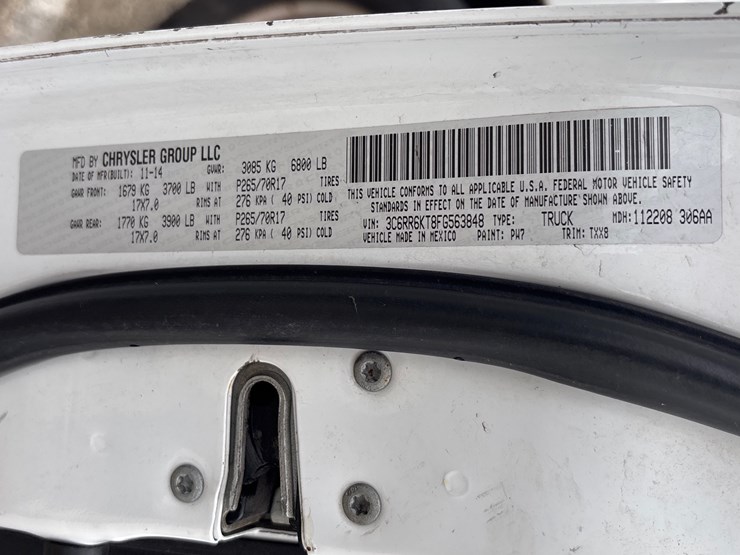 MFD BY CHRYSLER GROUP LLC
DATE OF MFR(BUILT): 11-14 GVWR: 3085 KG 6800 LB
GAWR FRONT: 1679 KG 3700 LB WITH P265/70R17 TIRES
17X7.0 RIMS AT 276 KPA ( 40 PSI) COLD
GAWR REAR: 1770 KG 3900 LB WITH P265/70R17 TIRES
17X7.0 RIMS AT 276 KPA ( 40 PSI) COLD
THIS VEHICLE CONFORMS TO ALL APPLICABLE U.S.A. FEDERAL MOTOR VEHICLE SAFETY
STANDARDS IN EFFECT ON THE DATE OF MANUFACTURE SHOWN ABOVE.
VIN: 3C6RR6KT8FG563848 TYPE: TRUCK MDH: 112208 306AA
VEHICLE MADE IN MEXICO PAINT: PW7 TRIM: TXX8